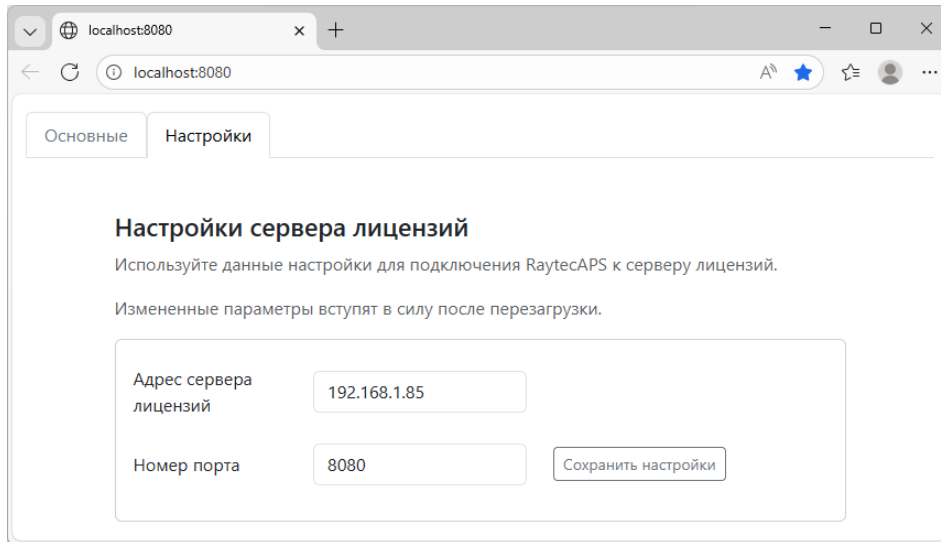 localhost:8080
localhost:8080
Основные
Настройки
Настройки сервера лицензий
Используйте данные настройки для подключения RaytecAPS к серверу лицензий.
Измененные параметры вступят в силу после перезагрузки.
Адрес сервера
лицензий
192.168.1.85
Номер порта
8080
Сохранить настройки